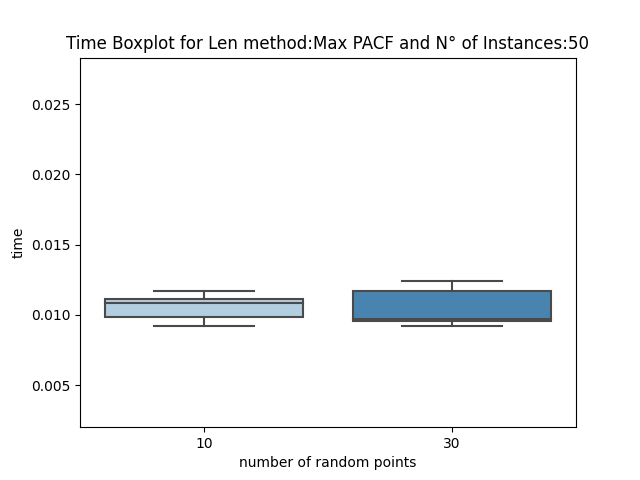 Time Boxplot for Len method:Max PACF and N° of Instances:50
0.025
0.020
0.015
0.010
0.005
time
10 30
number of random points